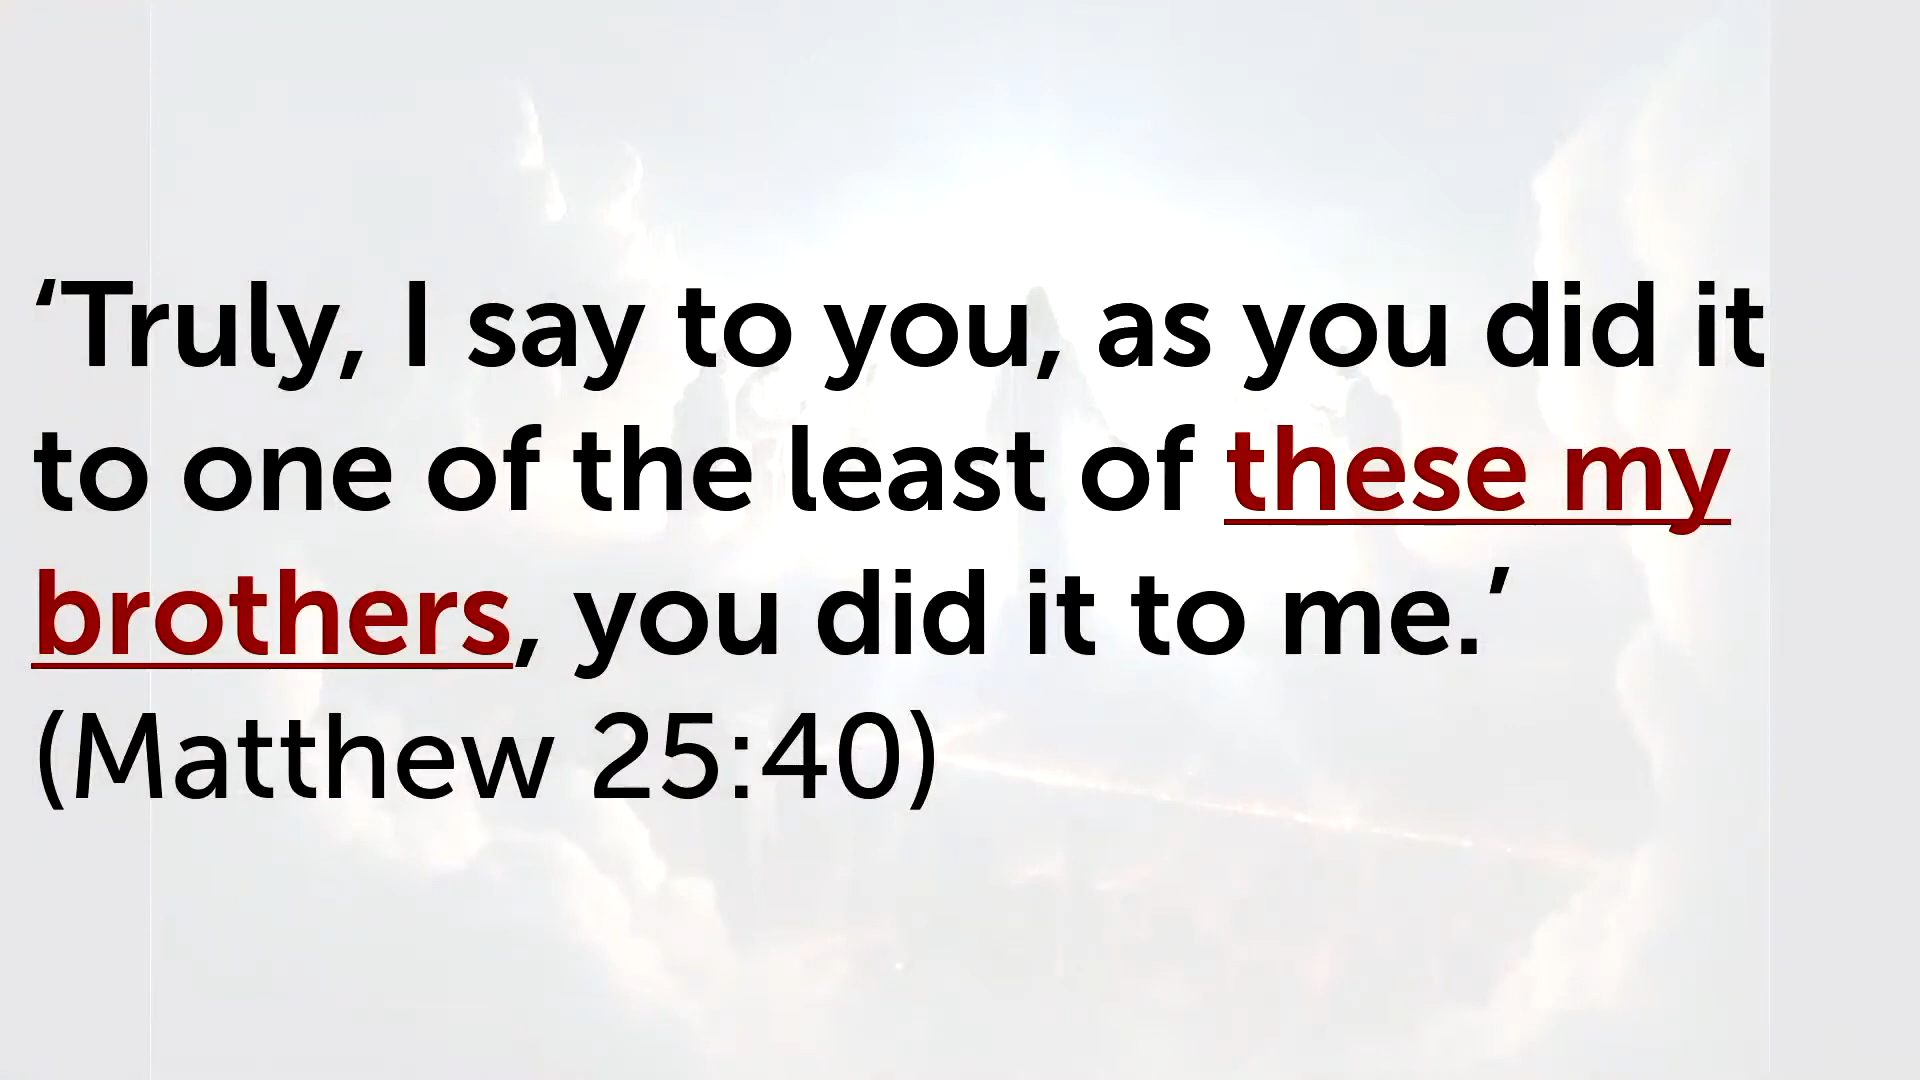 ‘Truly, I say to you, as you did it
to one of the least of these my
brothers, you did it to me.’
(Matthew 25:40)